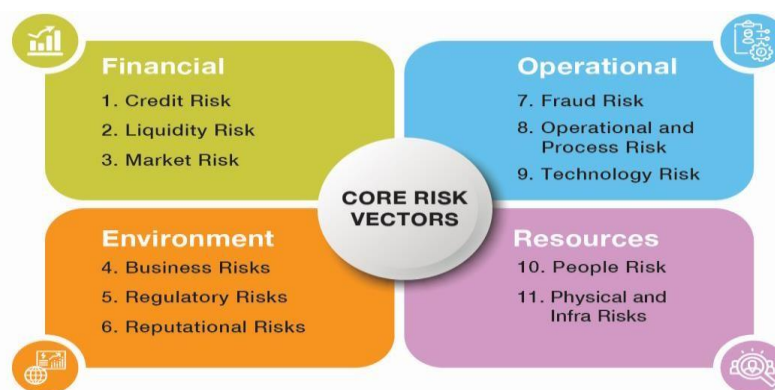 Financial
1. Credit Risk
2. Liquidity Risk
3. Market Risk
Operational
7. Fraud Risk
8. Operational and
Process Risk
9. Technology Risk
CORE RISK
VECTORS
Environment
4. Business Risks
5. Regulatory Risks
6. Reputational Risks
Resources
10. People Risk
11. Physical and
Infra Risks